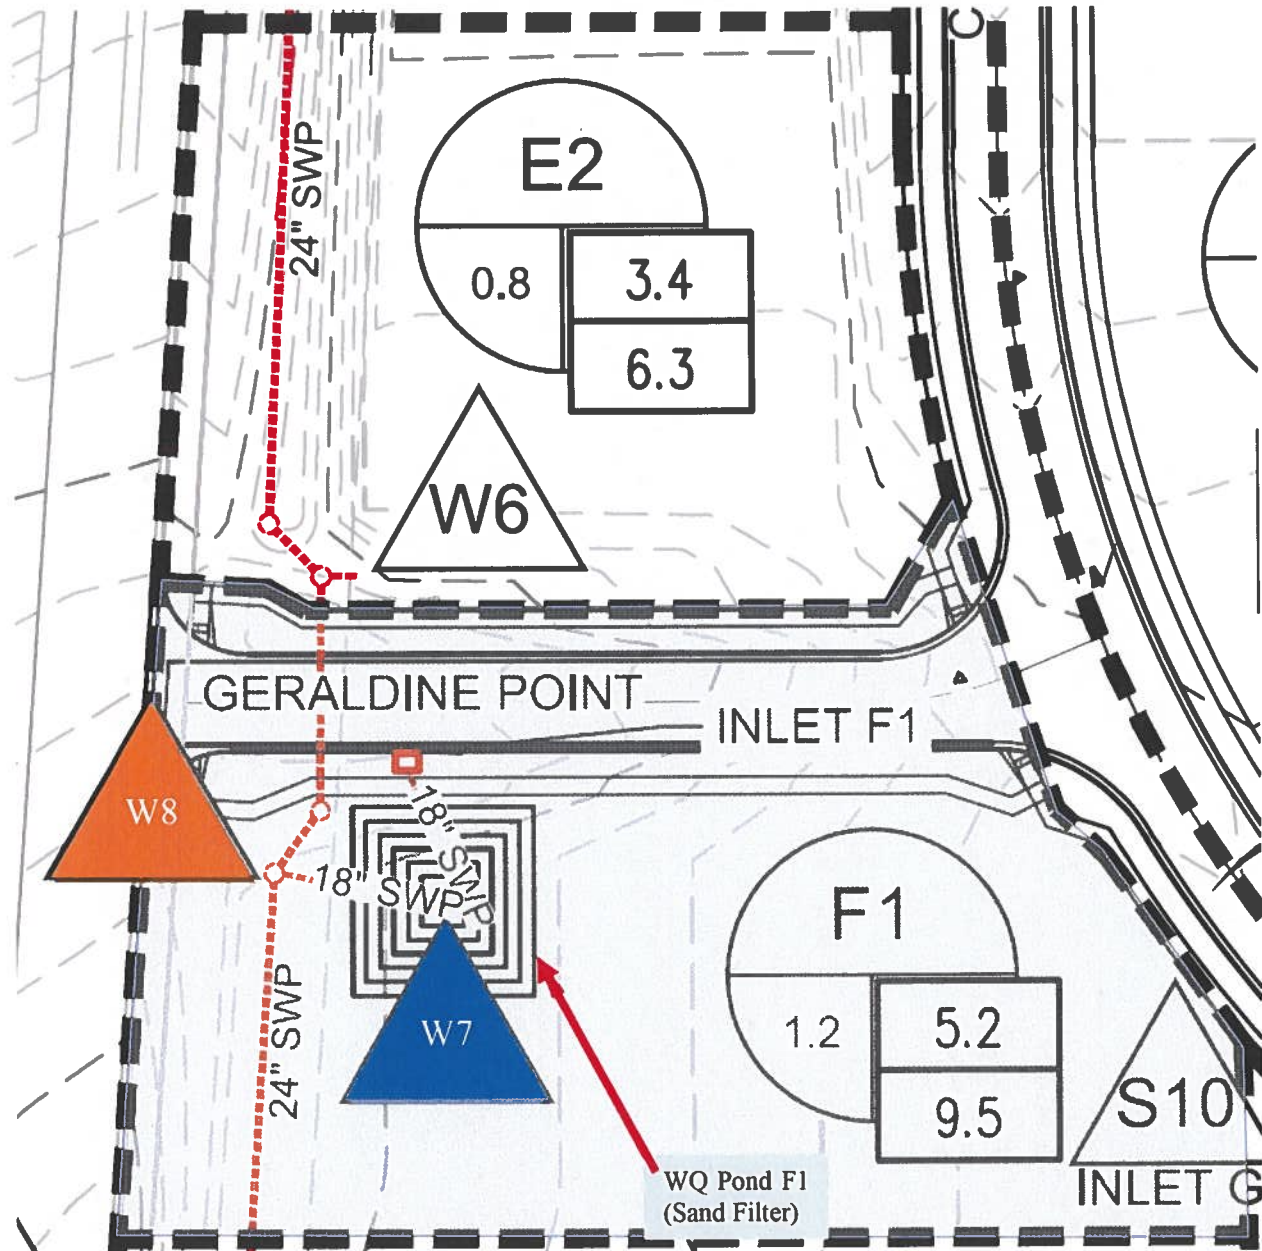 C
24" SWP
E2
0.8
3.4
6.3
W6
GERALDINE POINT
INLET F1
W8
18" SWP
18" SWP
24" SWP
W7
F1
1.2
5.2
9.5
S10
INLET G
WQ Pond F1
(Sand Filter)